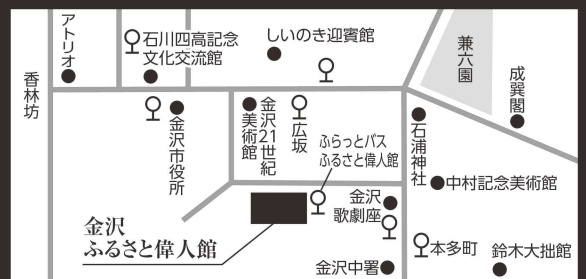 アトリオ
香林坊
石川四高記念
文化交流館
しいのき迎賓館
兼六園
成巽閣
金沢市役所
金沢21世紀
美術館
広坂
ふらっとバス
ふるさと偉人館
石浦神社
中村記念美術館
金沢
歌劇座
金沢
ふるさと偉人館
本多町
鈴木大拙館
金沢中署